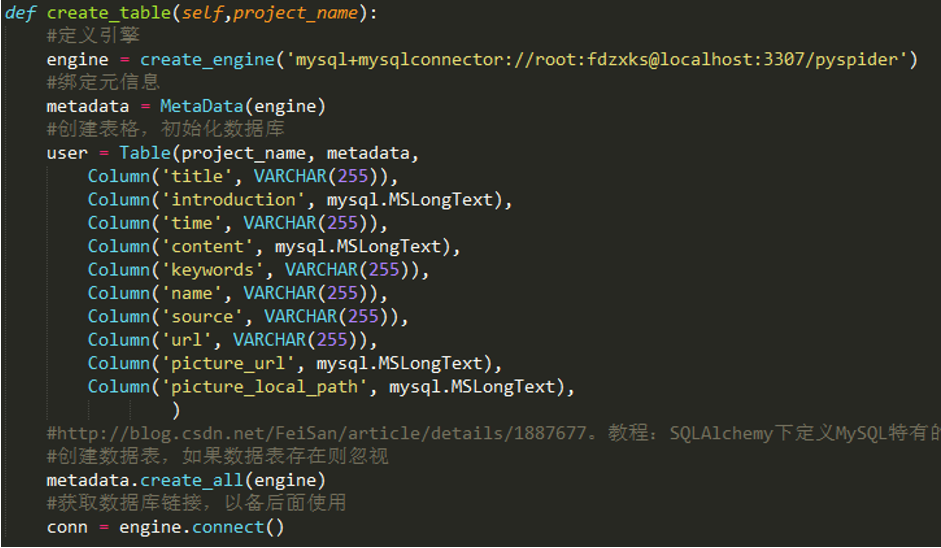 def create_table(self,project_name):
#定义引擎
engine = create_engine('mysql+mysqlconnector://root:fdzxks@localhost:3307/pyspider')
#绑定元信息
metadata = MetaData(engine)
#创建表格，初始化数据库
user = Table(project_name, metadata,
Column('title', VARCHAR(255)),
Column('introduction', mysql.MSLongText),
Column('time', VARCHAR(255)),
Column('content', mysql.MSLongText),
Column('keywords', VARCHAR(255)),
Column('name', VARCHAR(255)),
Column('source', VARCHAR(255)),
Column('url', VARCHAR(255)),
Column('picture_url', mysql.MSLongText),
Column('picture_local_path', mysql.MSLongText),
)
#http://blog.csdn.net/FeiSan/article/details/1887677。教程：SQLAlchemy下定义MySQL特有的
#创建数据表，如果数据表存在则忽视
metadata.create_all(engine)
#获取数据库链接，以备后面使用
conn = engine.connect()